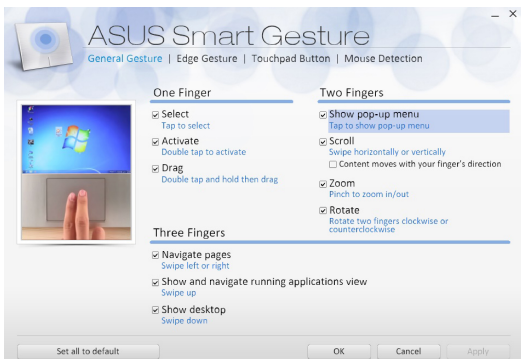 ASUS Smart Gesture
General Gesture | Edge Gesture | Touchpad Button | Mouse Detection
One Finger
Select
Tap to select
Activate
Double tap to activate
Drag
Double tap and hold then drag
Two Fingers
Show pop-up menu
Tap to show pop-up menu
Scroll
Swipe horizontally or vertically
Content moves with your finger's direction
Zoom
Pinch to zoom in/out
Rotate
Rotate two fingers clockwise or
counterclockwise
Three Fingers
Navigate pages
Swipe left or right
Show and navigate running applications view
Swipe up
Show desktop
Swipe down
Set all to default
OK
Cancel
Apply